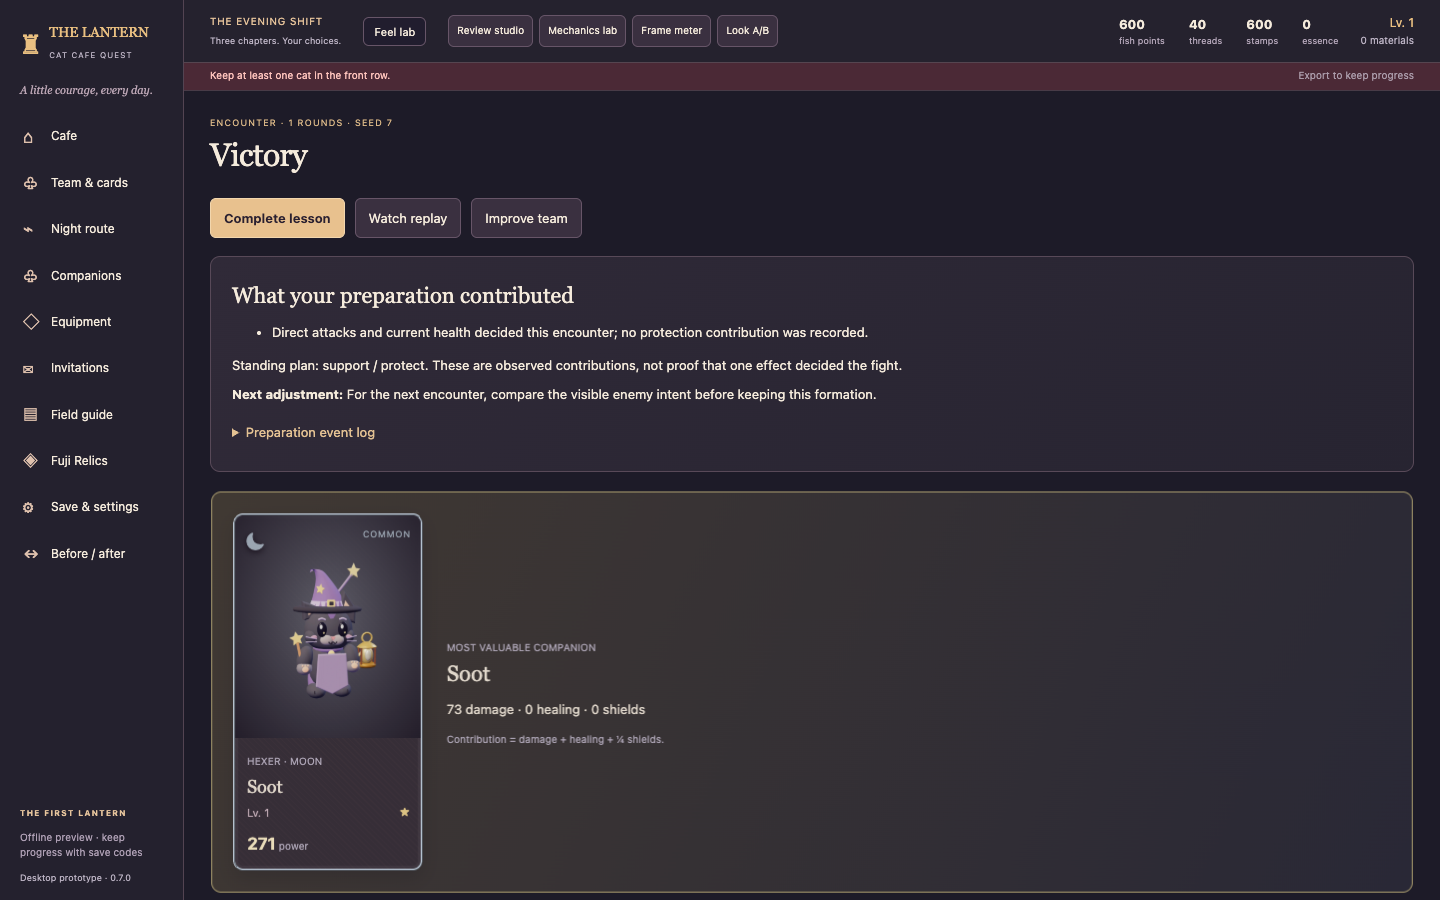 THE LANTERN
CAT CAFE QUEST
A little courage, every day.
Cafe
Team & cards
Night route
Companions
Equipment
Invitations
Field guide
Fuji Relics
Save & settings
Before / after
THE FIRST LANTERN
Offline preview · keep
progress with save codes
Desktop prototype · 0.7.0
THE EVENING SHIFT
Three chapters. Your choices.
Feel lab
Review studio
Mechanics lab
Frame meter
Look A/B
600
fish points
40
threads
600
stamps
0
essence
Lv. 1
0 materials
Keep at least one cat in the front row.
Export to keep progress
ENCOUNTER · 1 ROUNDS · SEED 7
Victory
Complete lesson
Watch replay
Improve team
What your preparation contributed
• Direct attacks and current health decided this encounter; no protection contribution was recorded.
Standing plan: support / protect. These are observed contributions, not proof that one effect decided the fight.
Next adjustment: For the next encounter, compare the visible enemy intent before keeping this formation.
Preparation event log
COMMON
HEXER · MOON
Soot
Lv. 1
271 power
MOST VALUABLE COMPANION
Soot
73 damage · 0 healing · 0 shields
Contribution = damage + healing + ¼ shields.